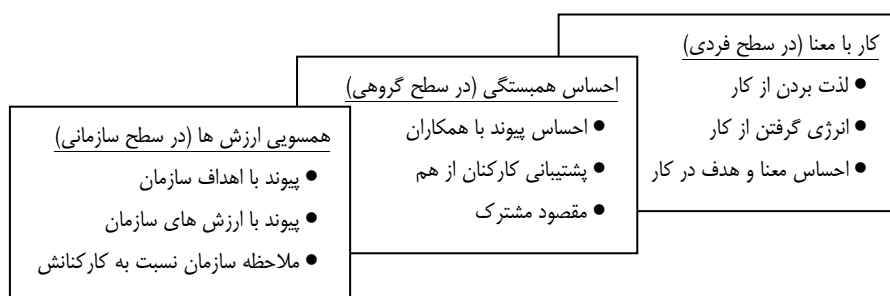 کار با معنا (در سطح فردی)
● لذت بردن از کار
● انرژی گرفتن از کار
● احساس معنا و هدف در کار
احساس همبستگی (در سطح گروهی)
● احساس پیوند با همکاران
● پشتیبانی کارکنان از هم
● مقصود مشترک
همسویی ارزش ها (در سطح سازمانی)
● پیوند با اهداف سازمان
● پیوند با ارزش های سازمان
● ملاحظه سازمان نسبت به کارکنانش